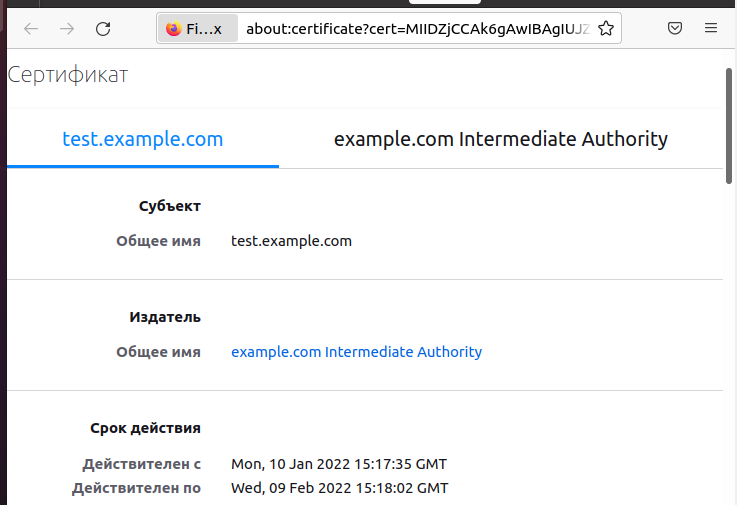 Fi...x about:certificate?cert=MIIDZjCCAk6gAwIBAgIUJZ
Сертификат
test.example.com example.com Intermediate Authority
Субъект
Общее имя test.example.com
Издатель
Общее имя example.com Intermediate Authority
Срок действия
Действителен с Mon, 10 Jan 2022 15:17:35 GMT
Действителен по Wed, 09 Feb 2022 15:18:02 GMT